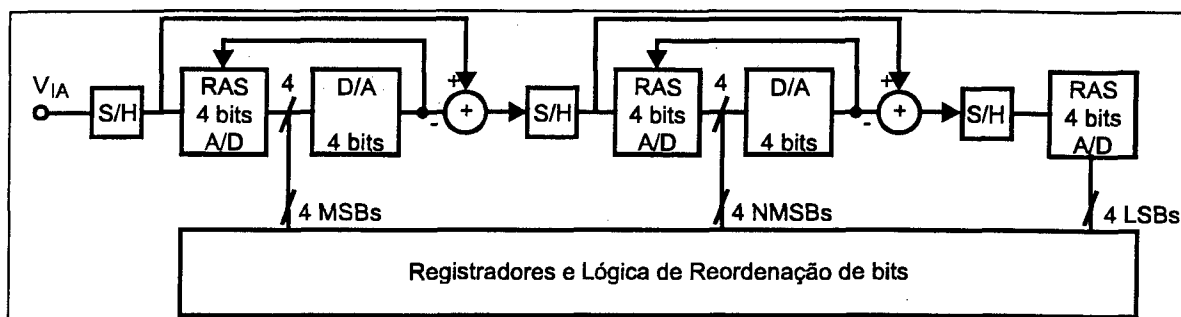 V_IA
S/H
RAS
4 bits
A/D
4
D/A
4 bits
+
-
+
S/H
RAS
4 bits
A/D
4
D/A
4 bits
+
-
+
S/H
RAS
4 bits
A/D
4 MSBs
4 NMSBs
4 LSBs
Registradores e Lógica de Reordenação de bits